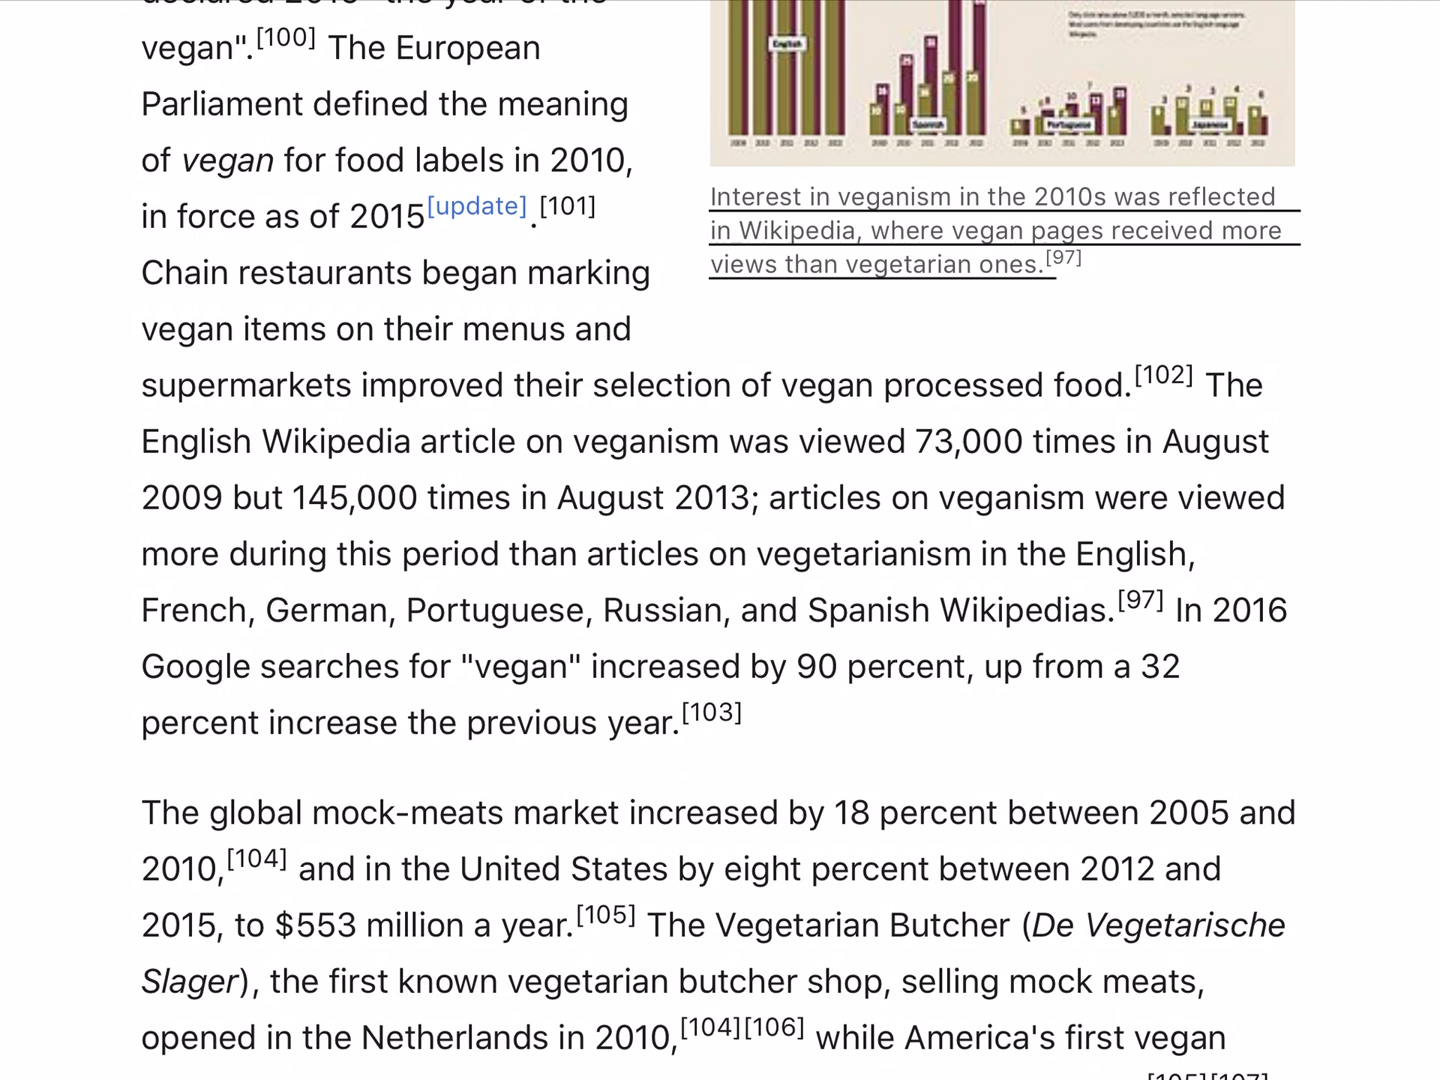 vegan".[100] The European
Parliament defined the meaning
of vegan for food labels in 2010,
in force as of 2015[update].[101]
Chain restaurants began marking
vegan items on their menus and
supermarkets improved their selection of vegan processed food.[102] The
English Wikipedia article on veganism was viewed 73,000 times in August
2009 but 145,000 times in August 2013; articles on veganism were viewed
more during this period than articles on vegetarianism in the English,
French, German, Portuguese, Russian, and Spanish Wikipedias.[97] In 2016
Google searches for "vegan" increased by 90 percent, up from a 32
percent increase the previous year.[103]
The global mock-meats market increased by 18 percent between 2005 and
2010,[104] and in the United States by eight percent between 2012 and
2015, to $553 million a year.[105] The Vegetarian Butcher (De Vegetarische
Slager), the first known vegetarian butcher shop, selling mock meats,
opened in the Netherlands in 2010,[104][106] while America's first vegan
English
Spanish
Portuguese
Japanese
Interest in veganism in the 2010s was reflected
in Wikipedia, where vegan pages received more
views than vegetarian ones.[97]